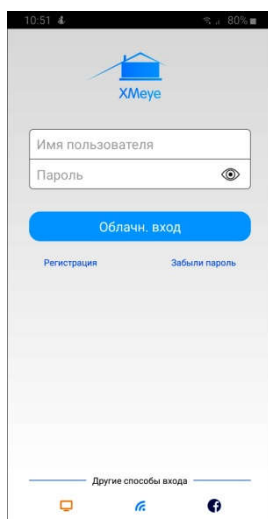 10:51 80%
XMeye
Имя пользователя
Пароль
Облачн. вход
Регистрация Забыли пароль
Другие способы входа